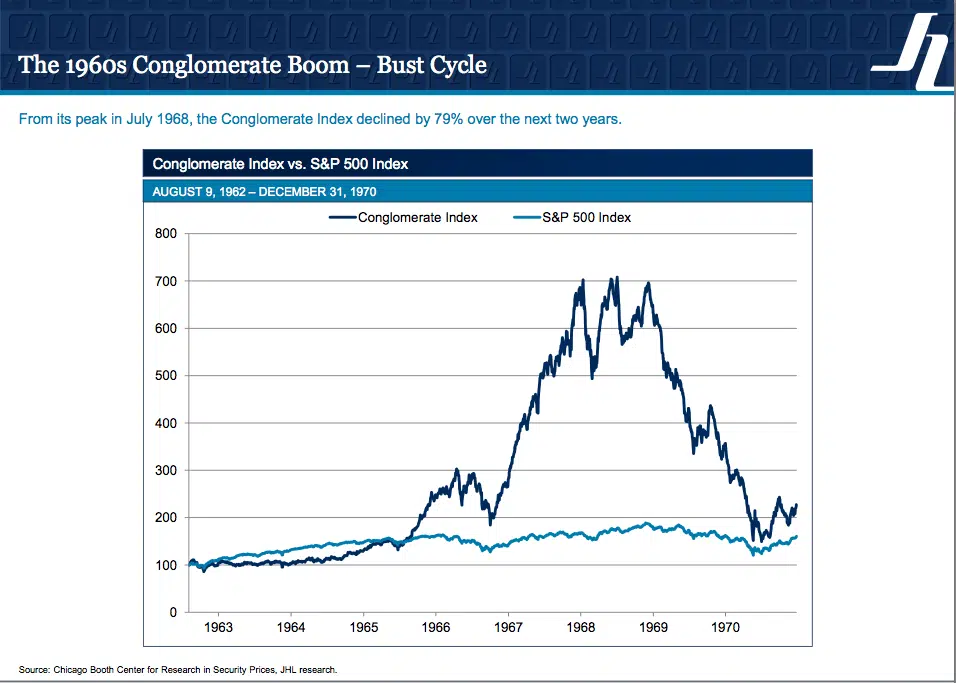 The 1960s Conglomerate Boom – Bust Cycle
JHL
From its peak in July 1968, the Conglomerate Index declined by 79% over the next two years.
Conglomerate Index vs. S&P 500 Index
AUGUST 9, 1962 – DECEMBER 31, 1970
Conglomerate Index S&P 500 Index
800
700
600
500
400
300
200
100
0
1963 1964 1965 1966 1967 1968 1969 1970
Source: Chicago Booth Center for Research in Security Prices, JHL research.